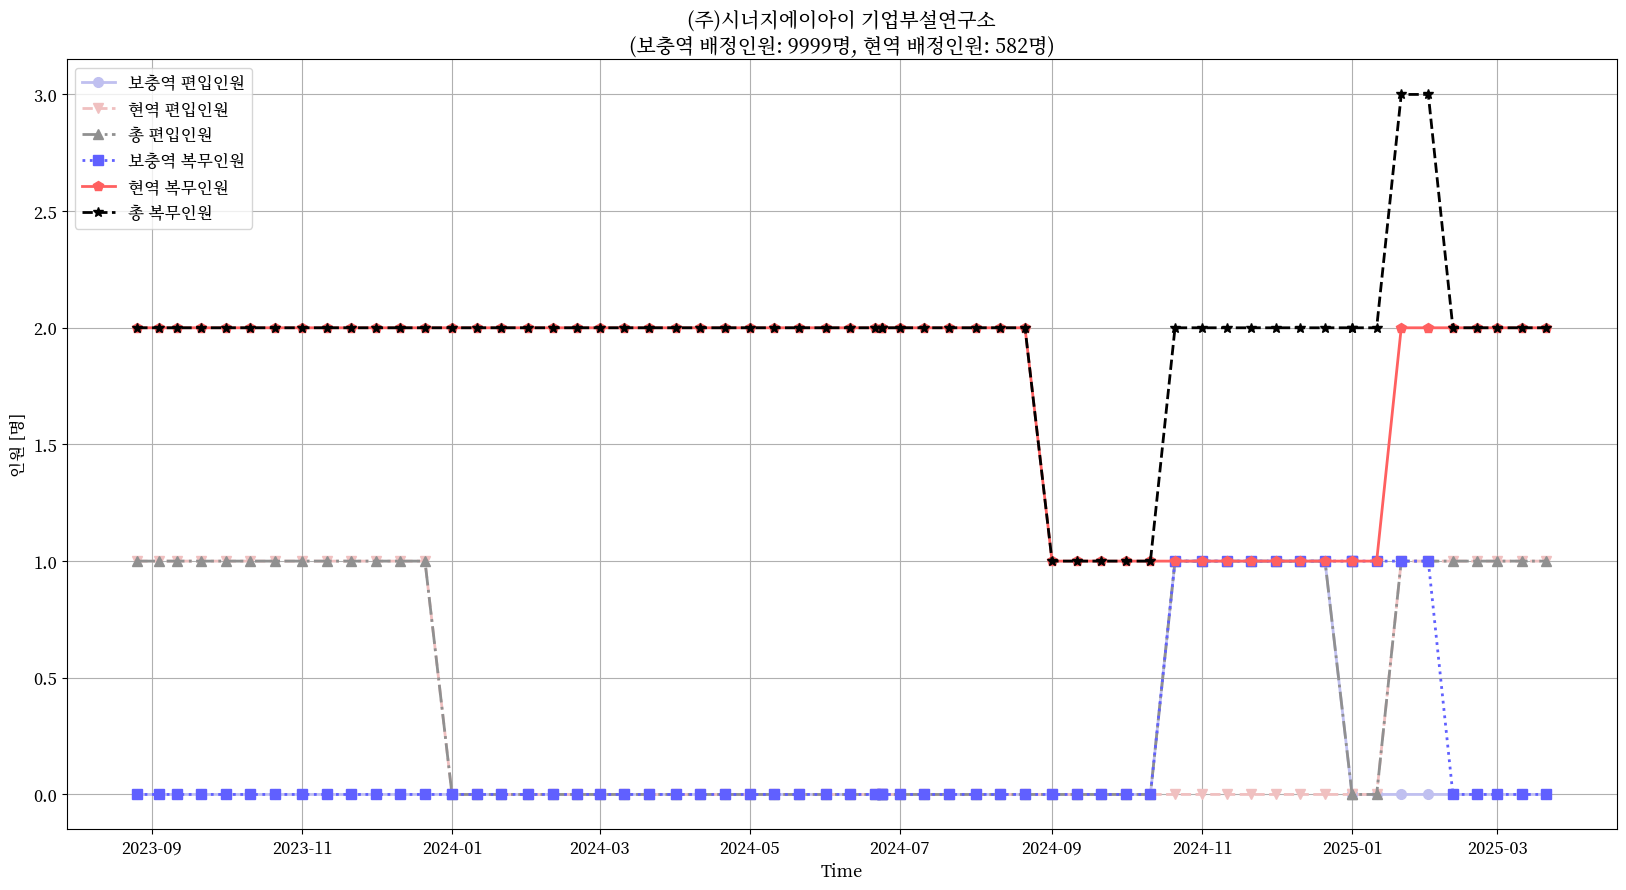 (주)시너지에이아이 기업부설연구소
(보충역 배정인원: 9999명, 현역 배정인원: 582명)
보충역 편입인원
현역 편입인원
총 편입인원
보충역 복무인원
현역 복무인원
총 복무인원
3.0
2.5
2.0
1.5
1.0
0.5
0.0
인원 [명]
2023-09
2023-11
2024-01
2024-03
2024-05
2024-07
2024-09
2024-11
2025-01
2025-03
Time